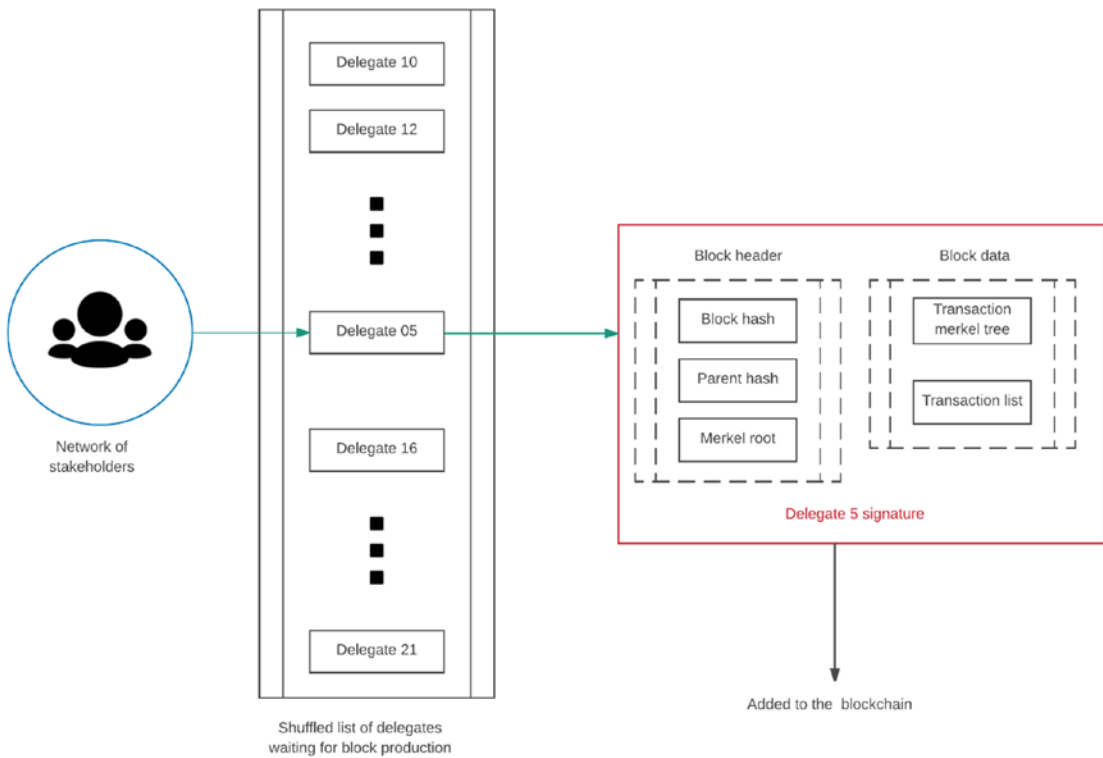 Delegate 10
Delegate 12
Delegate 05
Delegate 16
Delegate 21
Network of
stakeholders
Shuffled list of delegates
waiting for block production
Block header
Block hash
Parent hash
Merkel root
Block data
Transaction
merkel tree
Transaction list
Delegate 5 signature
Added to the blockchain